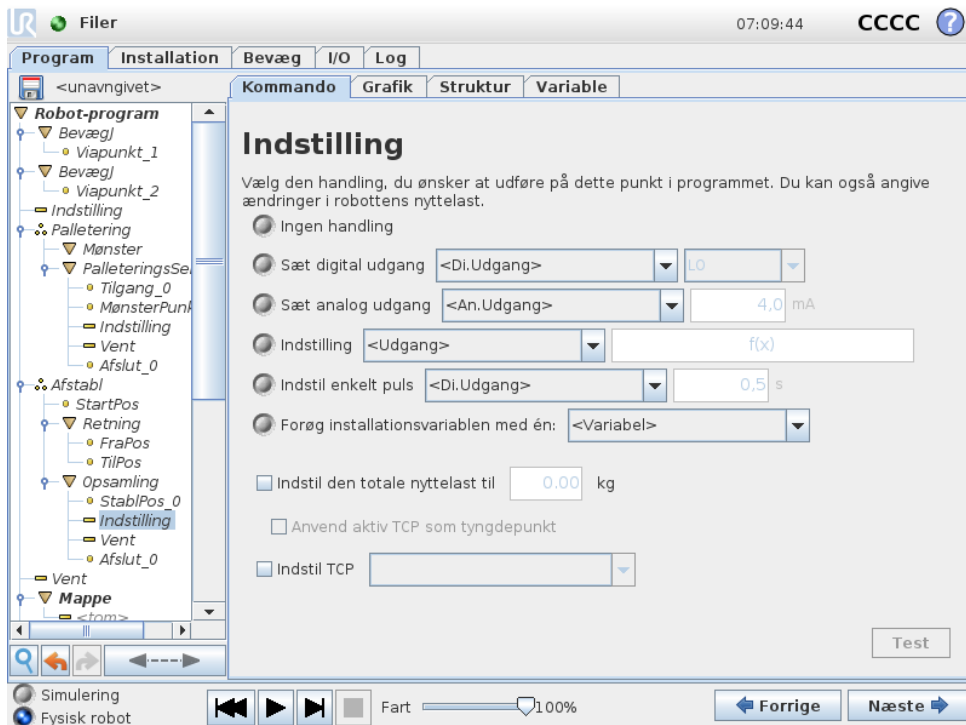 UR Filer 07:09:44 CCCC ?
Program Installation Bevæg I/O Log
<unavngivet>
Kommando Grafik Struktur Variable
Robot-program
BevægJ
Viapunkt_1
BevægJ
Viapunkt_2
Indstilling
Palletering
Mønster
PalleteringsSe
Tilgang_0
MønsterPunk
Indstilling
Vent
Afslut_0
Afstabl
StartPos
Retning
FraPos
TilPos
Opsamling
StablPos_0
Indstilling
Vent
Afslut_0
Vent
Mappe
<tom>
Indstilling
Vælg den handling, du ønsker at udføre på dette punkt i programmet. Du kan også angive
ændringer i robottens nyttelast.
Ingen handling
Sæt digital udgang <Di.Udgang> LO
Sæt analog udgang <An.Udgang> 4,0 mA
Indstilling <Udgang> f(x)
Indstil enkelt puls <Di.Udgang> 0,5 s
Forøg installationsvariablen med én: <Variabel>
Indstil den totale nyttelast til 0.00 kg
Anvend aktiv TCP som tyngdepunkt
Indstil TCP
Test
Simulering
Fysisk robot
Fart 100%
Forrige Næste